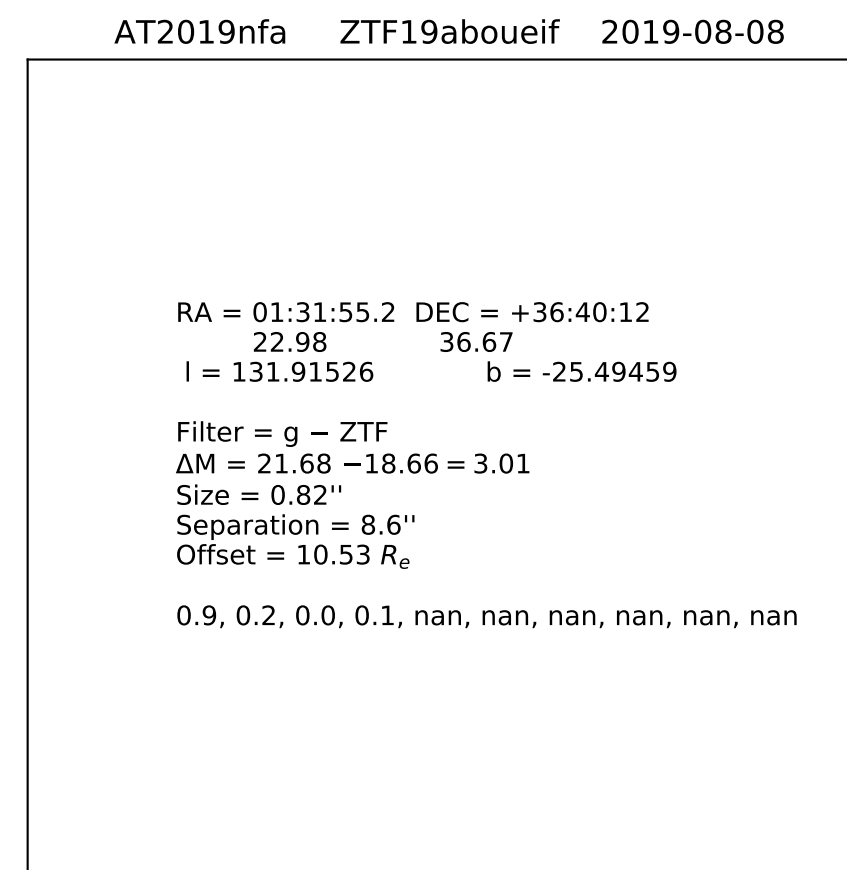 AT2019nfa ZTF19aboueif 2019-08-08
RA = 01:31:55.2 DEC = +36:40:12
22.98 36.67
l = 131.91526 b = -25.49459
Filter = g − ZTF
ΔM = 21.68 −18.66 = 3.01
Size = 0.82''
Separation = 8.6''
Offset = 10.53 Rₑ
0.9, 0.2, 0.0, 0.1, nan, nan, nan, nan, nan, nan